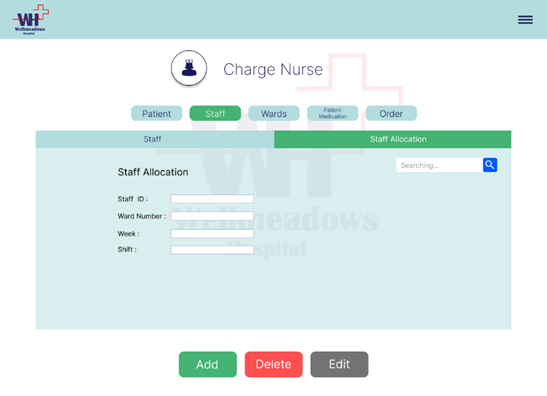 WH
Wellmeadows
Hospital
Charge Nurse
Patient
Staff
Wards
Patient
Medication
Order
Staff
Staff Allocation
Searching...
Staff Allocation
Staff ID :
Ward Number :
Week :
Shift :
WH
Wellmeadows
Hospital
Add
Delete
Edit